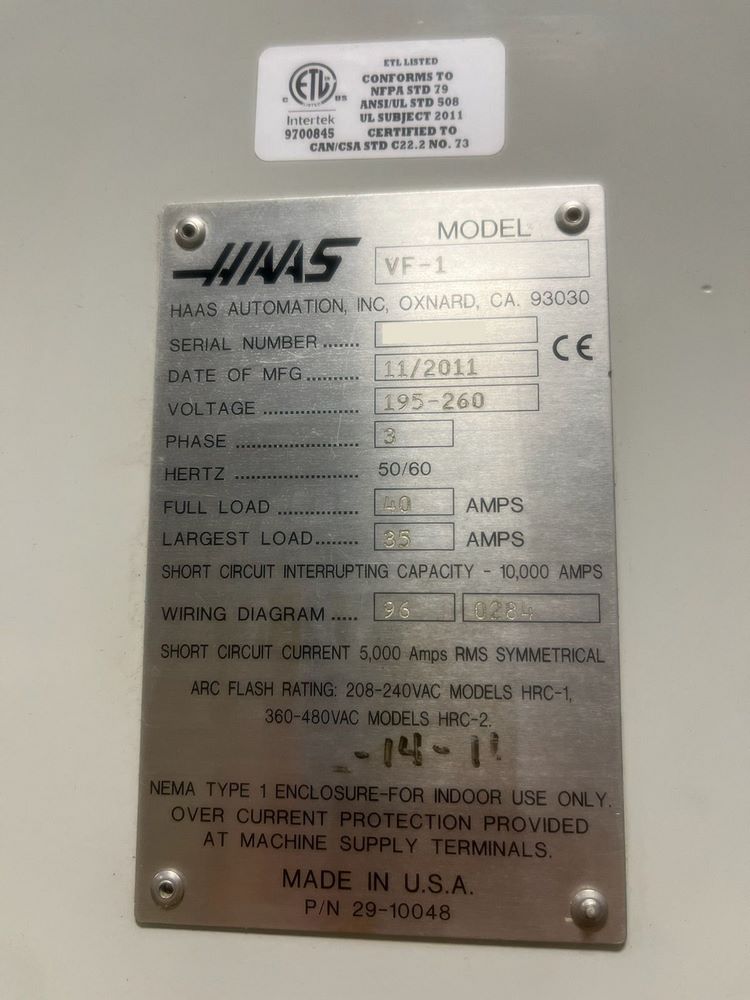 ETL LISTED
CONFORMS TO
NFPA STD 79
ANSI/UL STD 508
UL SUBJECT 2011
CERTIFIED TO
CAN/CSA STD C22.2 NO. 73
ETL
LISTED
C US
Intertek
9700845
HAAS
MODEL
VF-1
HAAS AUTOMATION, INC, OXNARD, CA. 93030
SERIAL NUMBER .......
CE
DATE OF MFG.......... 11/2011
VOLTAGE .................. 195-260
PHASE ....................... 3
HERTZ ....................... 50/60
FULL LOAD ............... 40 AMPS
LARGEST LOAD........ 35 AMPS
SHORT CIRCUIT INTERRUPTING CAPACITY - 10,000 AMPS
WIRING DIAGRAM ..... 96 0284
SHORT CIRCUIT CURRENT 5,000 Amps RMS SYMMETRICAL
ARC FLASH RATING: 208-240VAC MODELS HRC-1,
360-480VAC MODELS HRC-2.
-14-11
NEMA TYPE 1 ENCLOSURE-FOR INDOOR USE ONLY.
OVER CURRENT PROTECTION PROVIDED
AT MACHINE SUPPLY TERMINALS.
MADE IN U.S.A.
P/N 29-10048